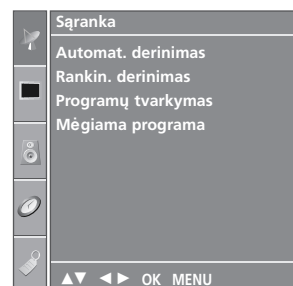 Sąranka
Automat. derinimas
Rankin. derinimas
Programų tvarkymas
Mėgiama programa
▲▼ ◄► OK MENU